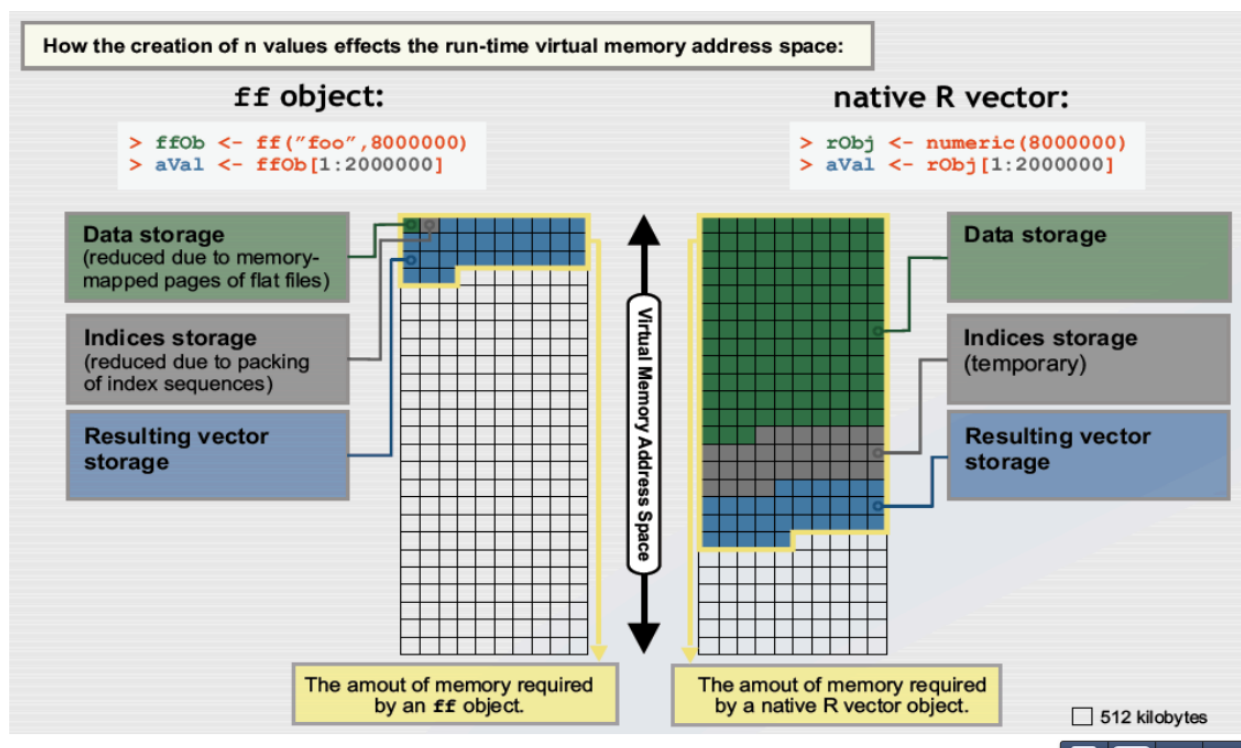 How the creation of n values effects the run-time virtual memory address space:
ff object:
> ffOb <- ff("foo",8000000)
> aVal <- ffOb[1:2000000]
native R vector:
> rObj <- numeric(8000000)
> aVal <- rObj[1:2000000]
Data storage
(reduced due to memory-
mapped pages of flat files)
Indices storage
(reduced due to packing
of index sequences)
Resulting vector
storage
Virtual Memory Address Space
Data storage
Indices storage
(temporary)
Resulting vector
storage
The amout of memory required
by an ff object.
The amout of memory required
by a native R vector object.
512 kilobytes